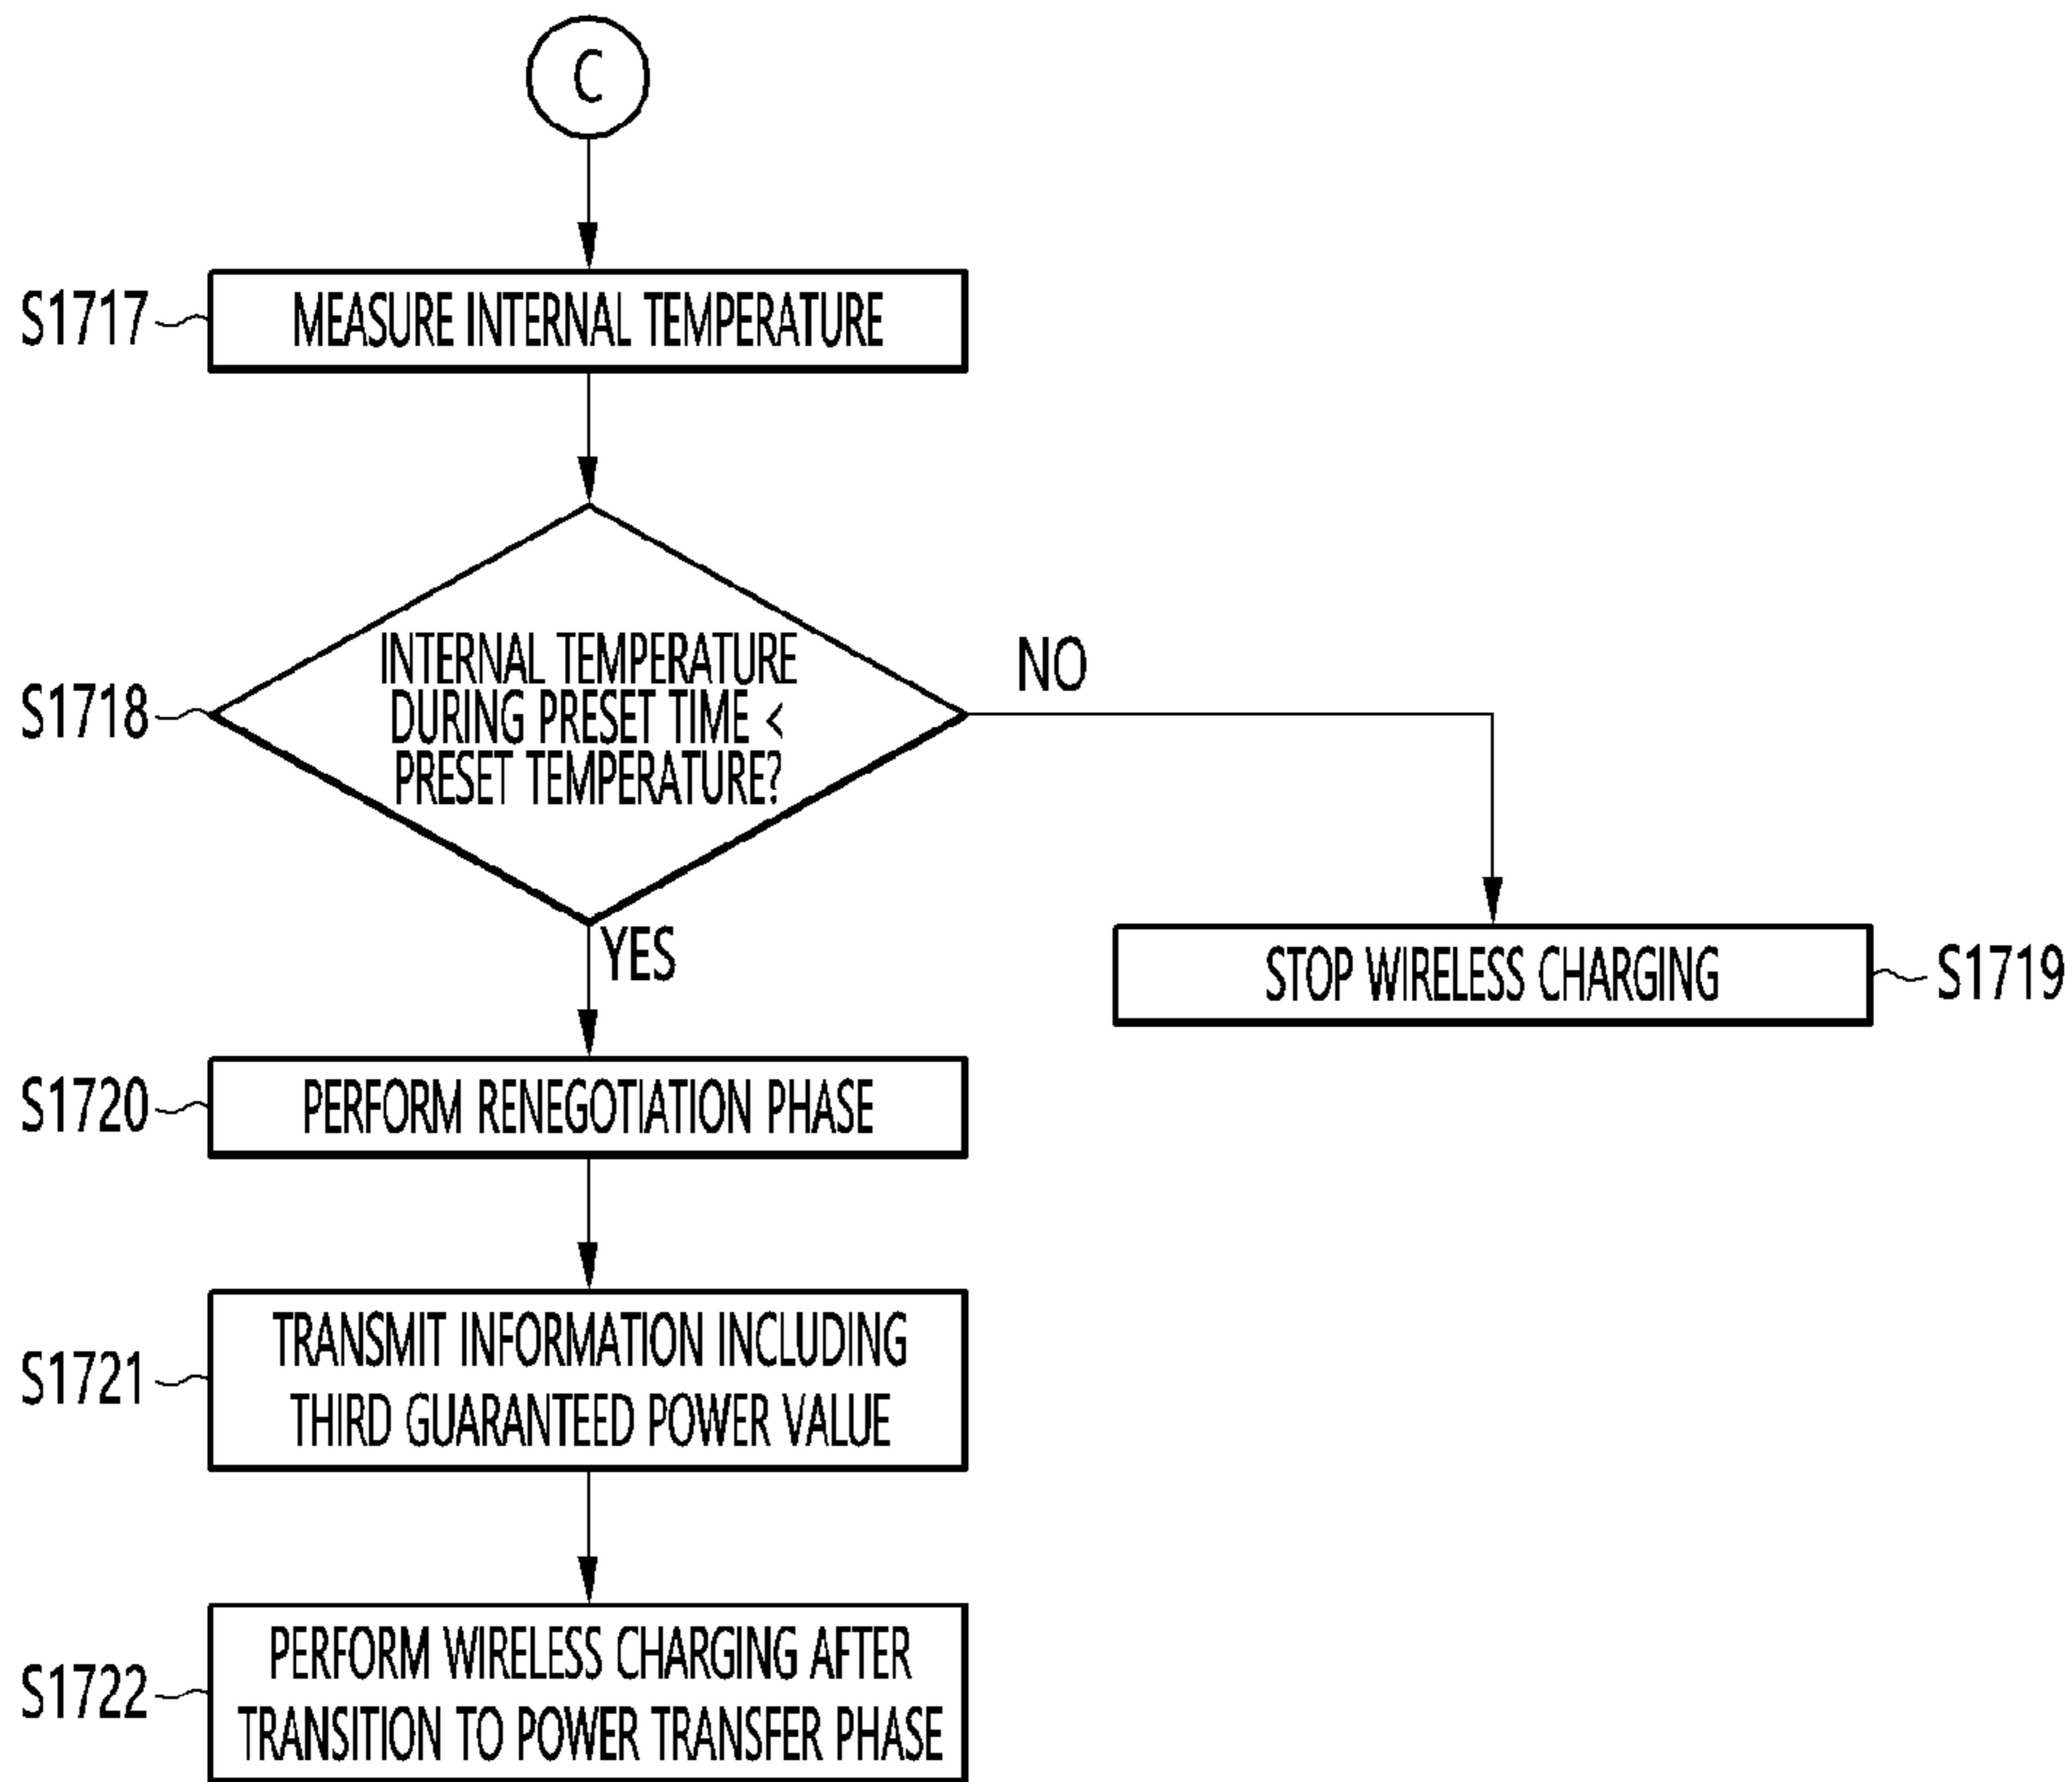 C
S1717
MEASURE INTERNAL TEMPERATURE
S1718
INTERNAL TEMPERATURE
DURING PRESET TIME <
PRESET TEMPERATURE?
NO
YES
STOP WIRELESS CHARGING
S1719
S1720
PERFORM RENEGOTIATION PHASE
S1721
TRANSMIT INFORMATION INCLUDING
THIRD GUARANTEED POWER VALUE
S1722
PERFORM WIRELESS CHARGING AFTER
TRANSITION TO POWER TRANSFER PHASE